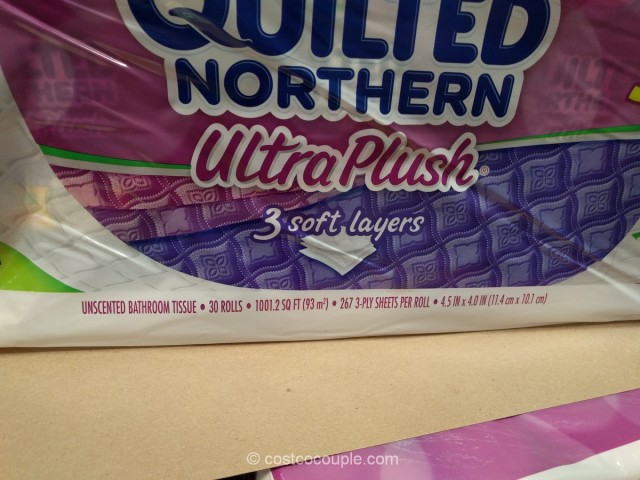 QUILTED
NORTHERN
Ultra Plush®
3 soft layers
UNSCENTED BATHROOM TISSUE • 30 ROLLS • 1001.2 SQ FT (93 m²) • 267 3-PLY SHEETS PER ROLL • 4.5 IN x 4.0 IN (11.4 cm x 10.1 cm)
© costcocouple.com